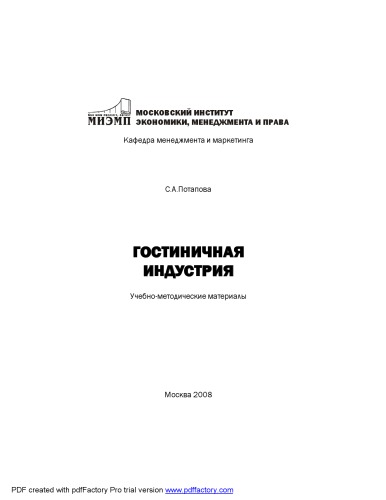 МОСКОВСКИЙ ИНСТИТУТ
МИЭМП ЭКОНОМИКИ, МЕНЕДЖМЕНТА И ПРАВА
Кафедра менеджмента и маркетинга
С.А.Потапова
ГОСТИНИЧНАЯ
ИНДУСТРИЯ
Учебно-методические материалы
Москва 2008
PDF created with pdfFactory Pro trial version www.pdffactory.com